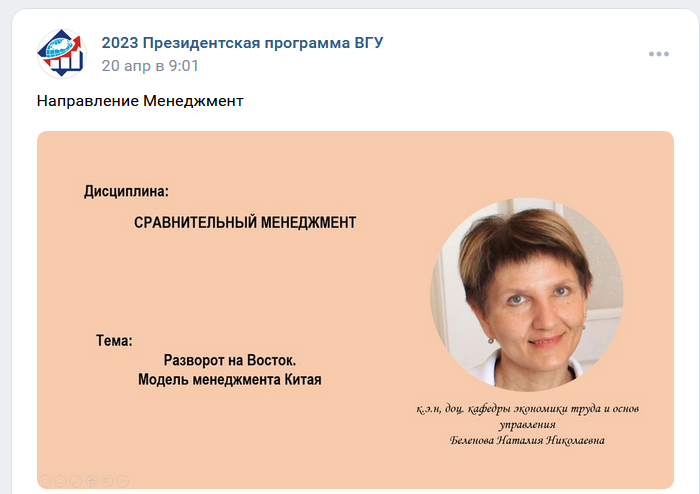 2023 Президентская программа ВГУ
20 апр в 9:01
Направление Менеджмент
Дисциплина:
СРАВНИТЕЛЬНЫЙ МЕНЕДЖМЕНТ
Тема:
Разворот на Восток.
Модель менеджмента Китая
к.э.н, доц. кафедры экономики труда и основ
управления
Беленова Наталия Николаевна